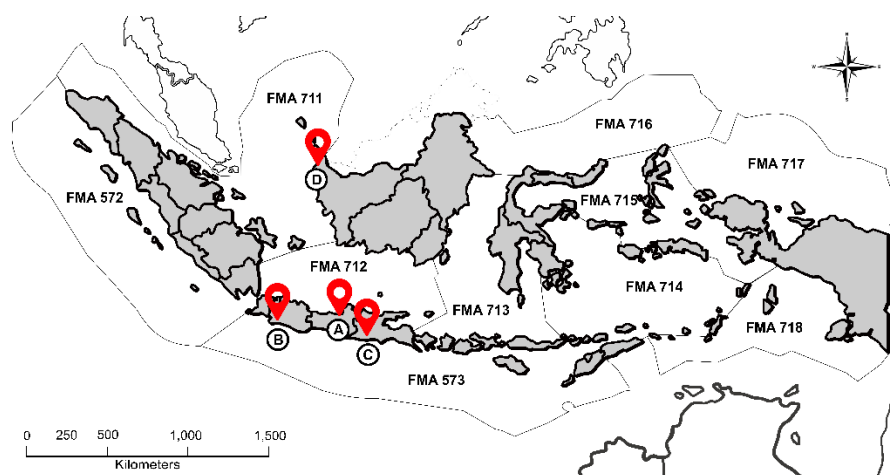 FMA 711
FMA 716
FMA 717
D
FMA 572
FMA 715
FMA 712
FMA 714
FMA 713
FMA 718
B
A
C
FMA 573
0 250 500 1,000 1,500
Kilometers